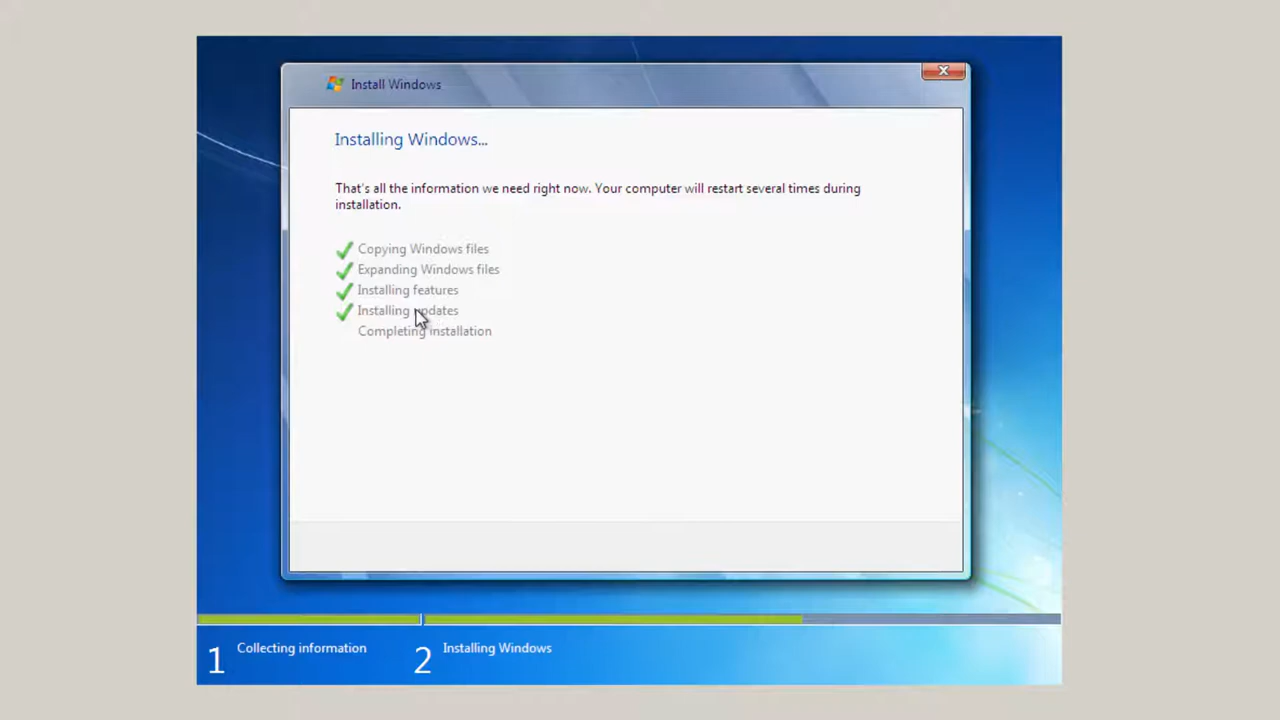 Install Windows
Installing Windows...
That's all the information we need right now. Your computer will restart several times during
installation.
Copying Windows files
Expanding Windows files
Installing features
Installing updates
Completing installation
1 Collecting information
2 Installing Windows